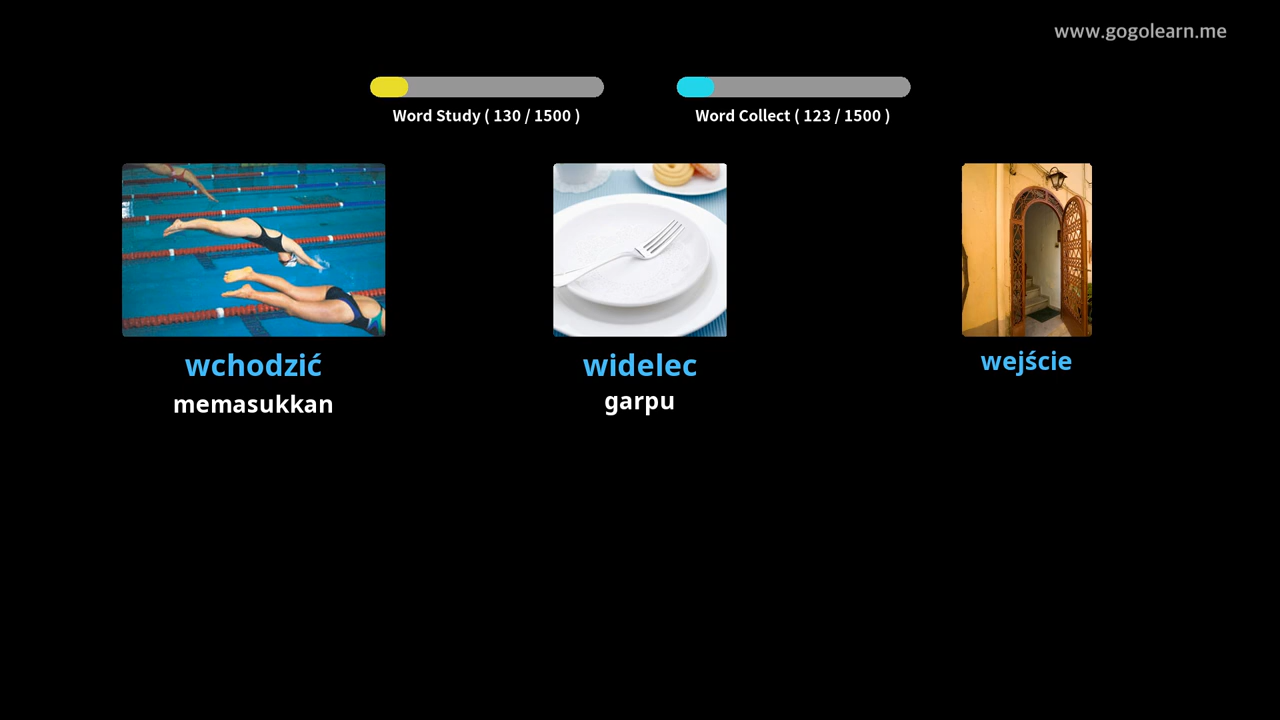 www.gogolearn.me
Word Study ( 130 / 1500 )
Word Collect ( 123 / 1500 )
wchodzić
memasukkan
widelec
garpu
wejście